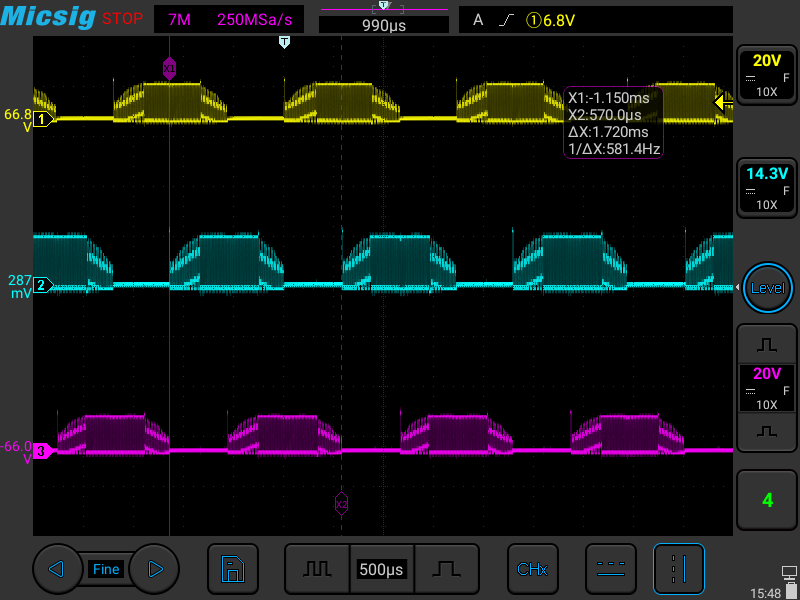 Micsig STOP 7M 250MSa/s T 990µs A ①6.8V
T
X1
20V
F
10X
66.8
V
1
X1:-1.150ms
X2:570.0µs
ΔX:1.720ms
1/ΔX:581.4Hz
14.3V
F
10X
287
mV
2
Level
20V
F
10X
-66.0
V
3
X2
4
Fine
500µs
CHx
15:48